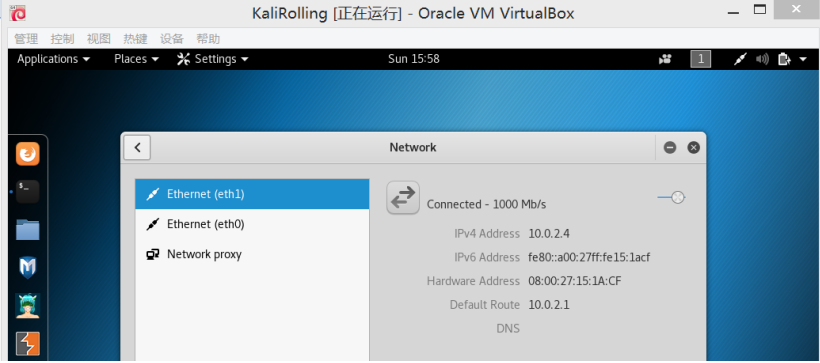 KaliRolling [正在运行] - Oracle VM VirtualBox
管理 控制 视图 热键 设备 帮助
Applications Places Settings Sun 15:58 1
Network
Ethernet (eth1)
Ethernet (eth0)
Network proxy
Connected - 1000 Mb/s
IPv4 Address 10.0.2.4
IPv6 Address fe80::a00:27ff:fe15:1acf
Hardware Address 08:00:27:15:1A:CF
Default Route 10.0.2.1
DNS